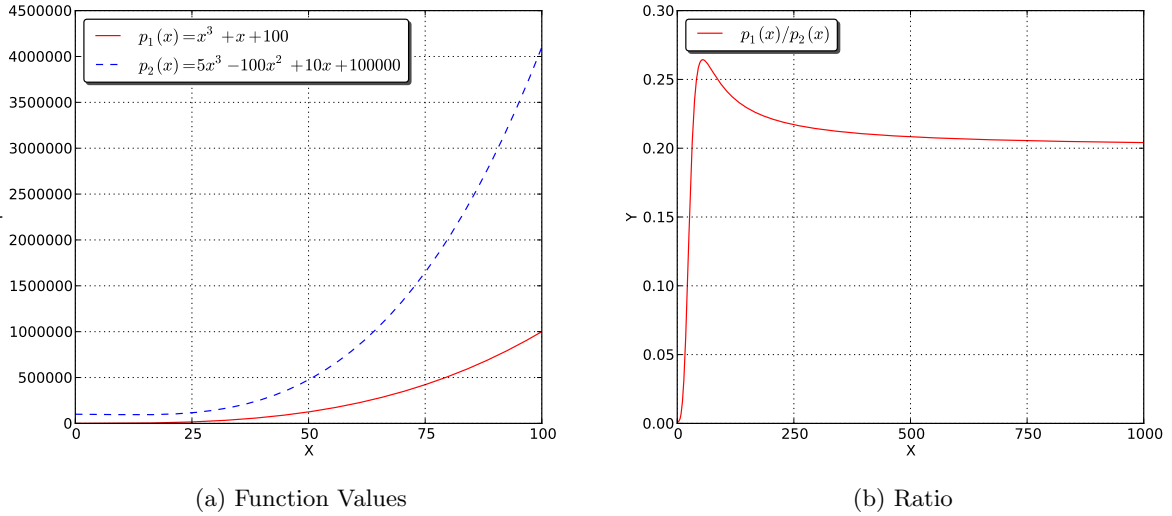 4500000
4000000
3500000
3000000
2500000
2000000
1500000
1000000
500000
0
0 25 50 75 100
X
p₁(x)=x³ +x+100
p₂(x)=5x³−100x² +10x+100000
(a) Function Values
0.30
0.25
0.20
0.15
0.10
0.05
0.00
Y
0 250 500 750 1000
X
p₁(x)/p₂(x)
(b) Ratio